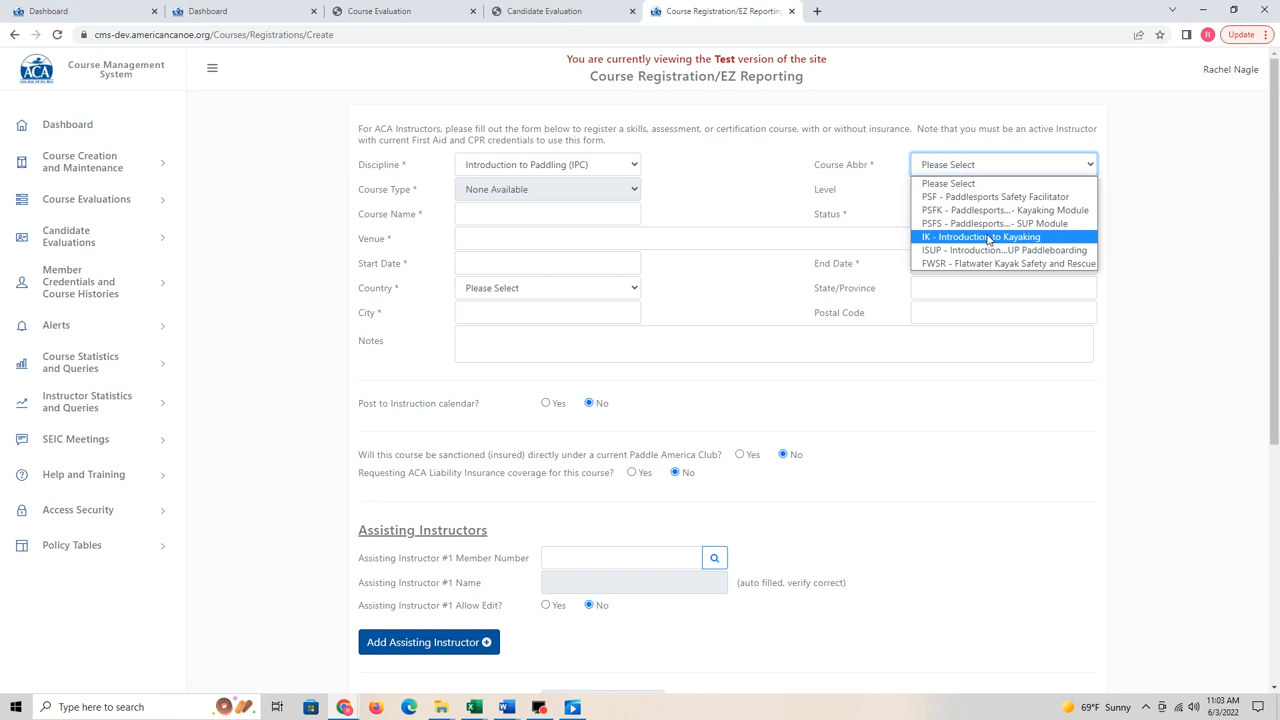 Dashboard
Dashboard
Course Evaluation
Candidate Evaluation
Course Registration/EZ Reporting
cms-dev.americancanoe.org/Courses/Registrations/Create
R
Update
ACA
Course Management
System
You are currently viewing the Test version of the site
Course Registration/EZ Reporting
Rachel Nagle
Dashboard
Course Creation
and Maintenance
Course Evaluations
Candidate
Evaluations
Member
Credentials and
Course Histories
Alerts
Course Statistics
and Queries
Instructor Statistics
and Queries
SEIC Meetings
Help and Training
Access Security
Policy Tables
For ACA Instructors, please fill out the form below to register a skills, assessment, or certification course, with or without insurance. Note that you must be an active Instructor
with current First Aid and CPR credentials to use this form.
Discipline * Introduction to Paddling (IPC) Course Abbr * Please Select
Course Type * None Available Level
Course Name * Status *
Venue *
Start Date * End Date *
Country * Please Select State/Province
City * Postal Code
Notes
Please Select
PSF - Paddlesports Safety Facilitator
PSFK - Paddlesports...- Kayaking Module
PSFS - Paddlesports...- SUP Module
IK - Introduction to Kayaking
ISUP - Introduction...UP Paddleboarding
FWSR - Flatwater Kayak Safety and Rescue
Post to Instruction calendar? Yes No
Will this course be sanctioned (insured) directly under a current Paddle America Club? Yes No
Requesting ACA Liability Insurance coverage for this course? Yes No
Assisting Instructors
Assisting Instructor #1 Member Number
Assisting Instructor #1 Name (auto filled, verify correct)
Assisting Instructor #1 Allow Edit? Yes No
Add Assisting Instructor
Type here to search
69°F Sunny
11:03 AM
6/3/2022